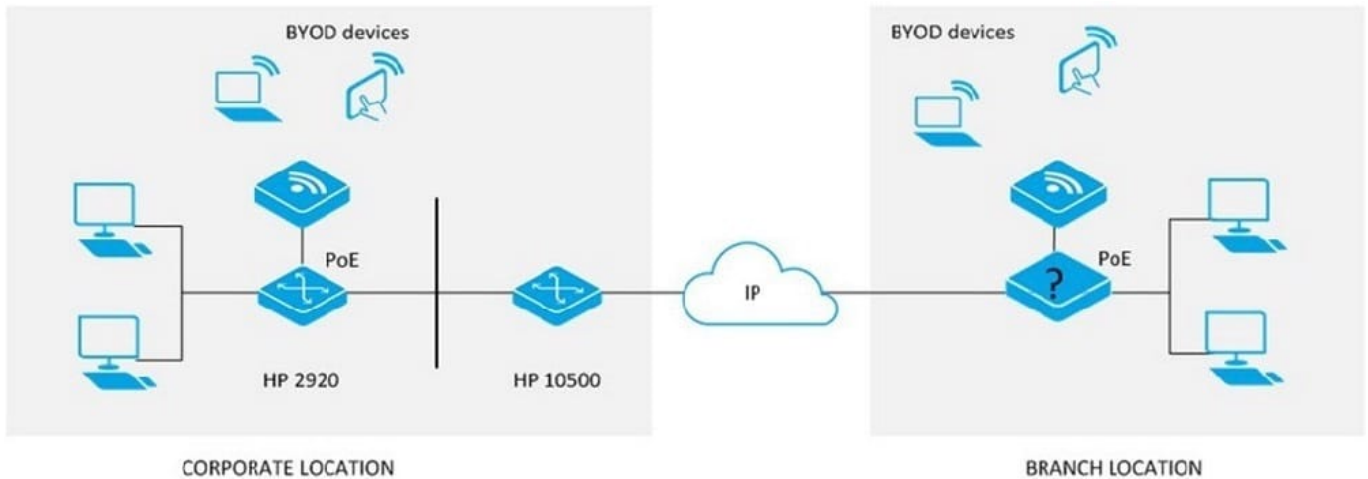 BYOD devices
BYOD devices
PoE
IP
?
PoE
HP 2920
HP 10500
CORPORATE LOCATION
BRANCH LOCATION